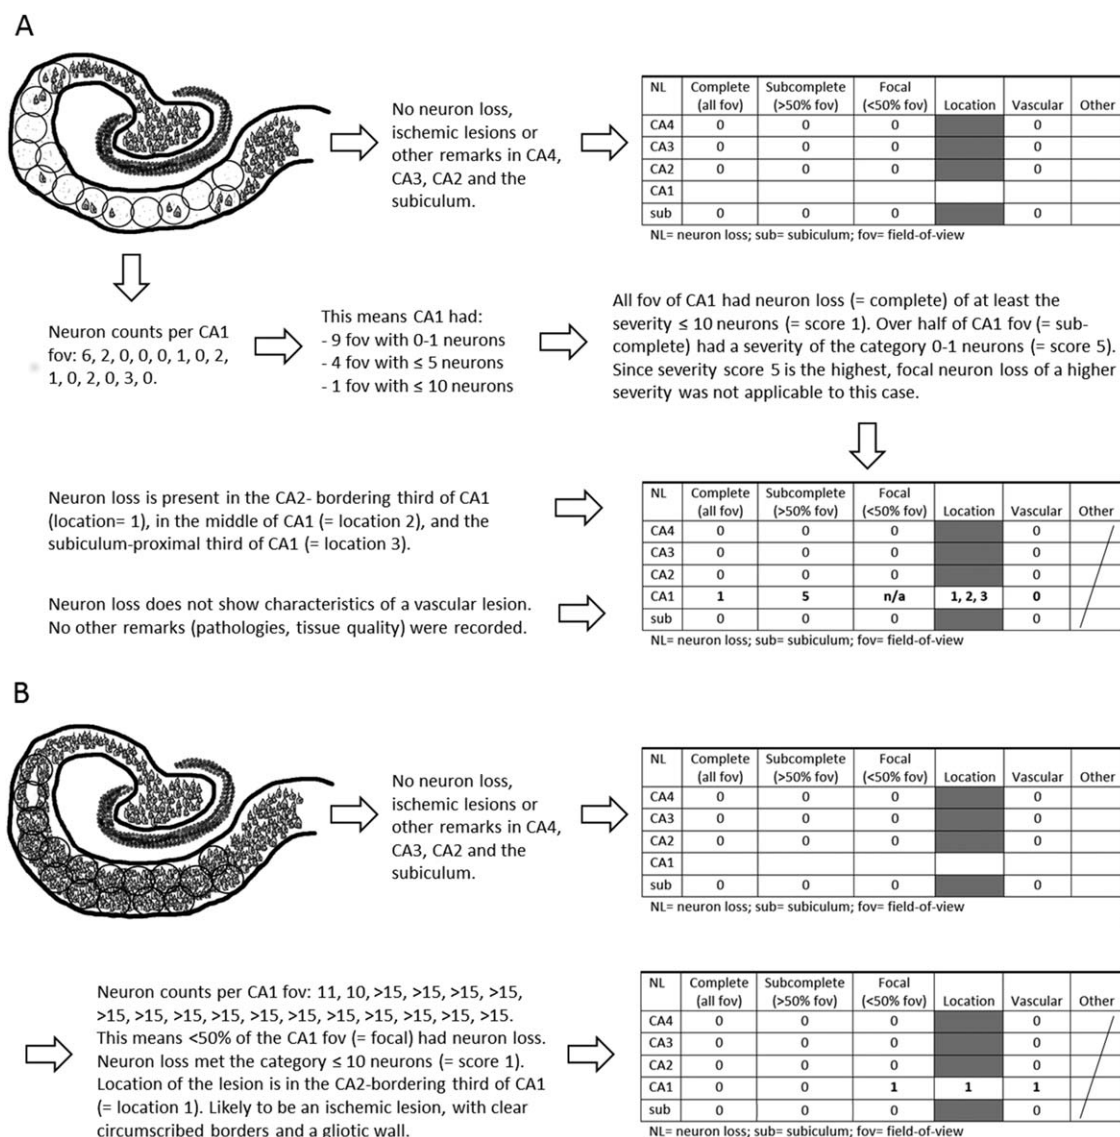 A
No neuron loss,
ischemic lesions or
other remarks in CA4,
CA3, CA2 and the
subiculum.
NL Complete (all fov) Subcomplete (>50% fov) Focal (<50% fov) Location Vascular Other
CA4 0 0 0 0
CA3 0 0 0 0
CA2 0 0 0 0
CA1
sub 0 0 0 0
NL= neuron loss; sub= subiculum; fov= field-of-view
Neuron counts per CA1
fov: 6, 2, 0, 0, 0, 1, 0, 2,
1, 0, 2, 0, 3, 0.
This means CA1 had:
- 9 fov with 0-1 neurons
- 4 fov with ≤ 5 neurons
- 1 fov with ≤ 10 neurons
All fov of CA1 had neuron loss (= complete) of at least the
severity ≤ 10 neurons (= score 1). Over half of CA1 fov (= sub-
complete) had a severity of the category 0-1 neurons (= score 5).
Since severity score 5 is the highest, focal neuron loss of a higher
severity was not applicable to this case.
Neuron loss is present in the CA2- bordering third of CA1
(location= 1), in the middle of CA1 (= location 2), and the
subiculum-proximal third of CA1 (= location 3).
Neuron loss does not show characteristics of a vascular lesion.
No other remarks (pathologies, tissue quality) were recorded.
NL Complete (all fov) Subcomplete (>50% fov) Focal (<50% fov) Location Vascular Other
CA4 0 0 0 0
CA3 0 0 0 0
CA2 0 0 0 0
CA1 1 5 n/a 1, 2, 3 0
sub 0 0 0 0
NL= neuron loss; sub= subiculum; fov= field-of-view
B
No neuron loss,
ischemic lesions or
other remarks in CA4,
CA3, CA2 and the
subiculum.
NL Complete (all fov) Subcomplete (>50% fov) Focal (<50% fov) Location Vascular Other
CA4 0 0 0 0
CA3 0 0 0 0
CA2 0 0 0 0
CA1
sub 0 0 0 0
NL= neuron loss; sub= subiculum; fov= field-of-view
Neuron counts per CA1 fov: 11, 10, >15, >15, >15, >15,
>15, >15, >15, >15, >15, >15, >15, >15, >15, >15, >15.
This means <50% of the CA1 fov (= focal) had neuron loss.
Neuron loss met the category ≤ 10 neurons (= score 1).
Location of the lesion is in the CA2-bordering third of CA1
(= location 1). Likely to be an ischemic lesion, with clear
circumscribed borders and a gliotic wall.
NL Complete (all fov) Subcomplete (>50% fov) Focal (<50% fov) Location Vascular Other
CA4 0 0 0 0
CA3 0 0 0 0
CA2 0 0 0 0
CA1 0 0 1 1 1
sub 0 0 0 0
NL= neuron loss; sub= subiculum; fov= field-of-view